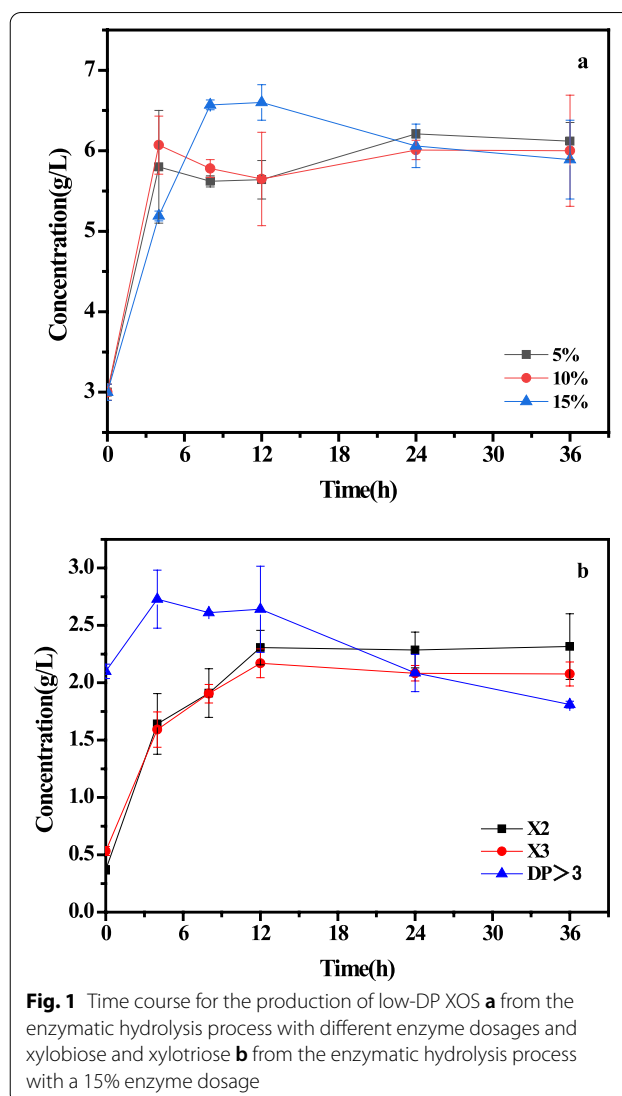 a
7
6
5
4
3
Concentration(g/L)
5%
10%
15%
0 6 12 18 24 30 36
Time(h)
b
3.0
2.5
2.0
1.5
1.0
0.5
0.0
Concentration(g/L)
X2
X3
DP＞3
0 6 12 18 24 30 36
Time(h)
Fig. 1 Time course for the production of low-DP XOS a from the
enzymatic hydrolysis process with different enzyme dosages and
xylobiose and xylotriose b from the enzymatic hydrolysis process
with a 15% enzyme dosage